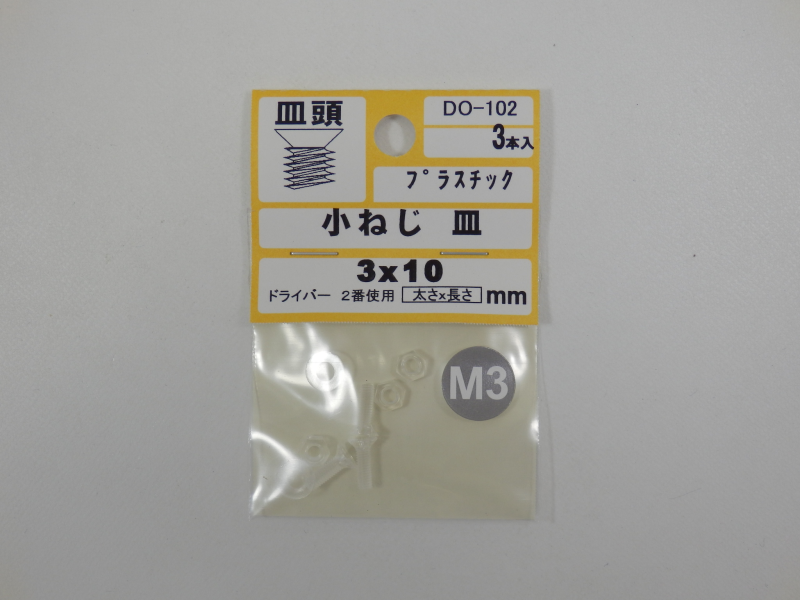 皿頭
DO-102
3本入
プラスチック
小ねじ 皿
3x10
ドライバー 2番使用 太さx長さ mm
M3